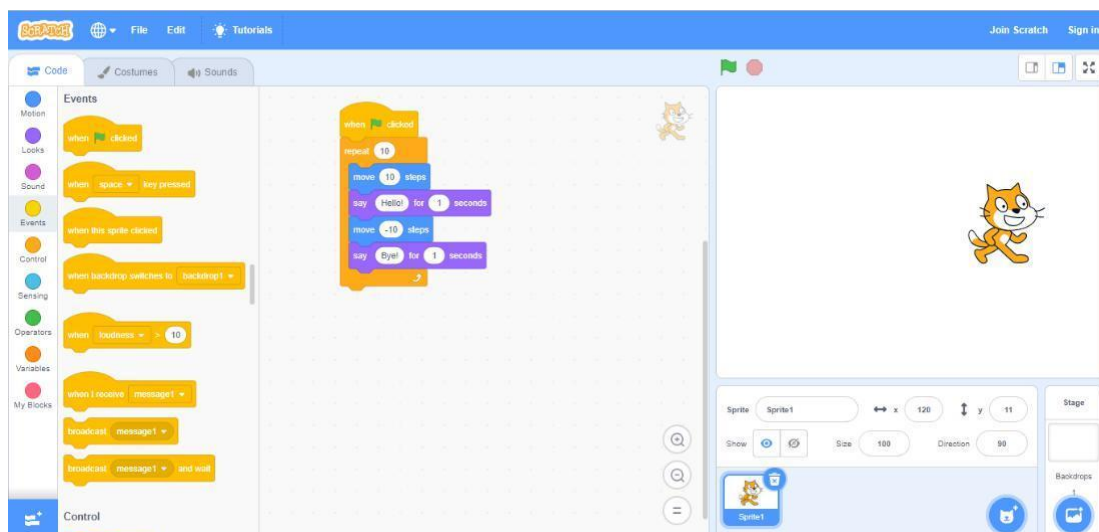 SCRATCH File Edit Tutorials Join Scratch Sign in
Code Costumes Sounds
Motion
Looks
Sound
Events
Control
Sensing
Operators
Variables
My Blocks
Events
when clicked
when space key pressed
when this sprite clicked
when backdrop switches to backdrop1
when loudness > 10
when I receive message1
broadcast message1
broadcast message1 and wait
Control
when clicked
repeat 10
move 10 steps
say Hello! for 1 seconds
move -10 steps
say Bye! for 1 seconds
Sprite Sprite1 x 120 y 11
Show Size 100 Direction 90
Sprite1
Stage
Backdrops
1